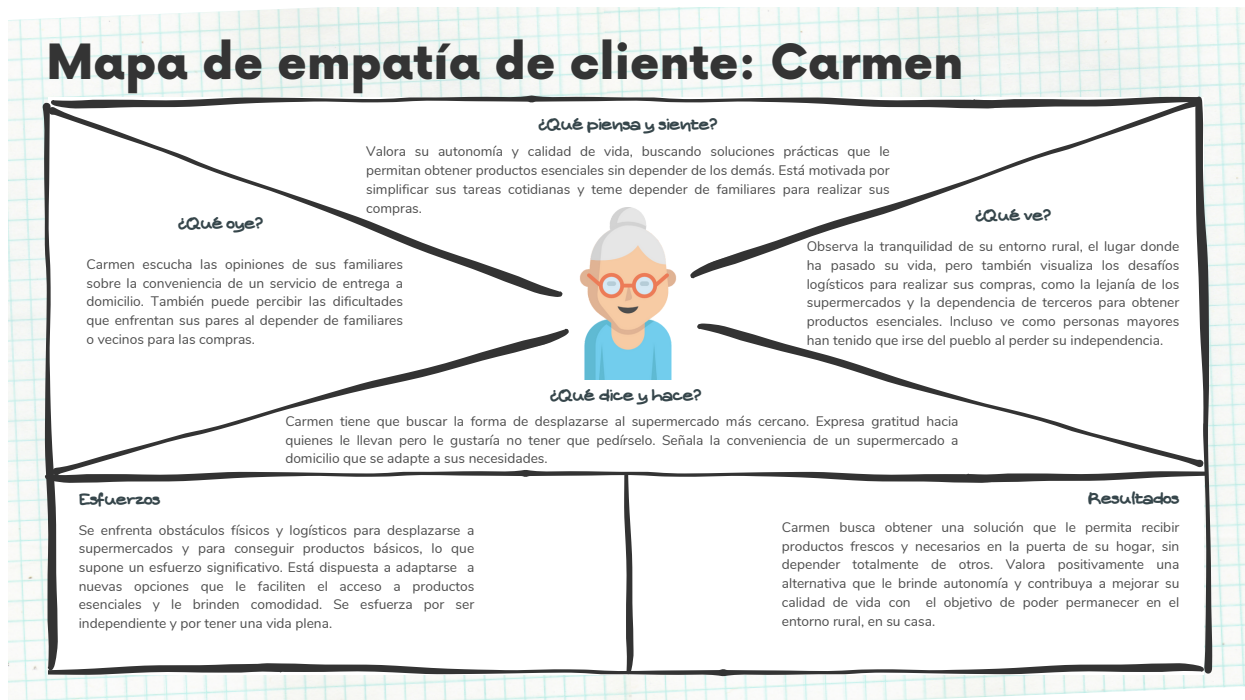 Mapa de empatía de cliente: Carmen
¿Qué piensa y siente?
Valora su autonomía y calidad de vida, buscando soluciones prácticas que le
permitan obtener productos esenciales sin depender de los demás. Está motivada por
simplificar sus tareas cotidianas y teme depender de familiares para realizar sus
compras.
¿Qué oye?
Carmen escucha las opiniones de sus familiares
sobre la conveniencia de un servicio de entrega a
domicilio. También puede percibir las dificultades
que enfrentan sus pares al depender de familiares
o vecinos para las compras.
¿Qué ve?
Observa la tranquilidad de su entorno rural, el lugar donde
ha pasado su vida, pero también visualiza los desafíos
logísticos para realizar sus compras, como la lejanía de los
supermercados y la dependencia de terceros para obtener
productos esenciales. Incluso ve como personas mayores
han tenido que irse del pueblo al perder su independencia.
¿Qué dice y hace?
Carmen tiene que buscar la forma de desplazarse al supermercado más cercano. Expresa gratitud hacia
quienes le llevan pero le gustaría no tener que pedírselo. Señala la conveniencia de un supermercado a
domicilio que se adapte a sus necesidades.
Esfuerzos
Se enfrenta obstáculos físicos y logísticos para desplazarse a
supermercados y para conseguir productos básicos, lo que
supone un esfuerzo significativo. Está dispuesta a adaptarse a
nuevas opciones que le faciliten el acceso a productos
esenciales y le brinden comodidad. Se esfuerza por ser
independiente y por tener una vida plena.
Resultados
Carmen busca obtener una solución que le permita recibir
productos frescos y necesarios en la puerta de su hogar, sin
depender totalmente de otros. Valora positivamente una
alternativa que le brinde autonomía y contribuya a mejorar su
calidad de vida con el objetivo de poder permanecer en el
entorno rural, en su casa.